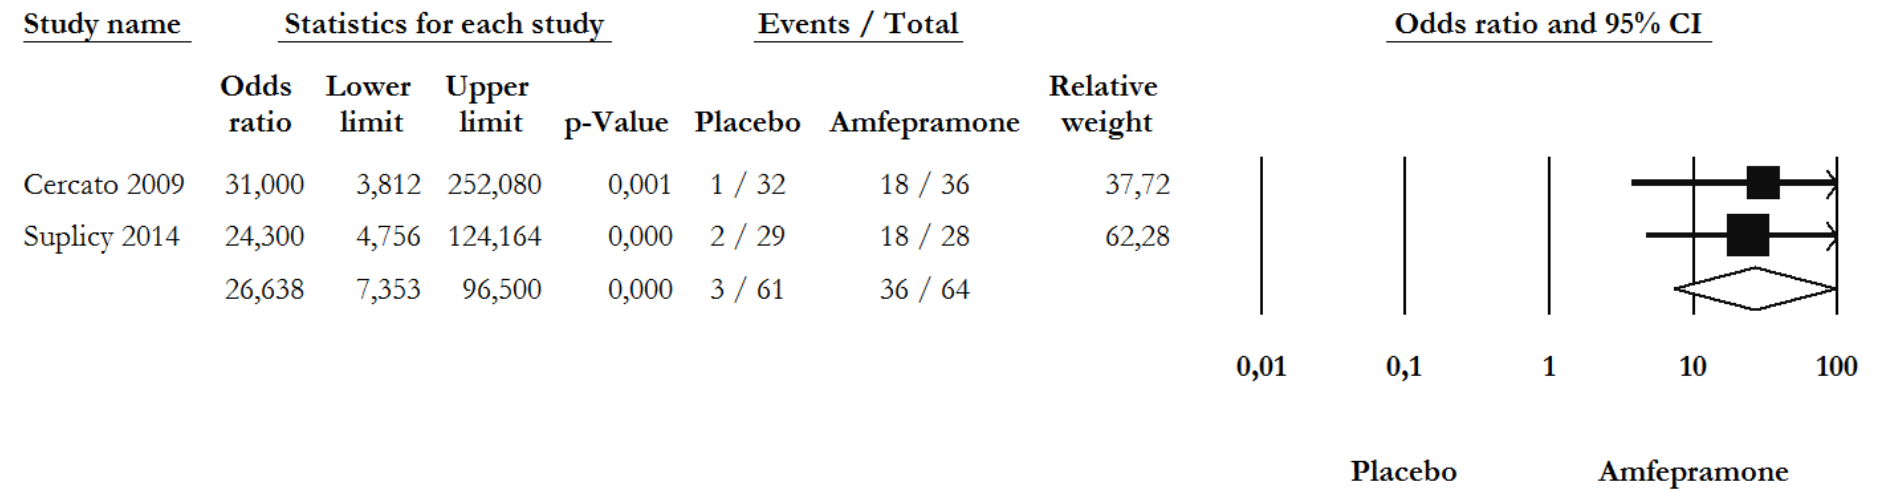 Study name Statistics for each study Events / Total Odds ratio and 95% CI
Odds Lower Upper Relative
ratio limit limit p-Value Placebo Amfepramone weight
Cercato 2009 31,000 3,812 252,080 0,001 1 / 32 18 / 36 37,72
Suplicy 2014 24,300 4,756 124,164 0,000 2 / 29 18 / 28 62,28
26,638 7,353 96,500 0,000 3 / 61 36 / 64
0,01 0,1 1 10 100
Placebo Amfepramone